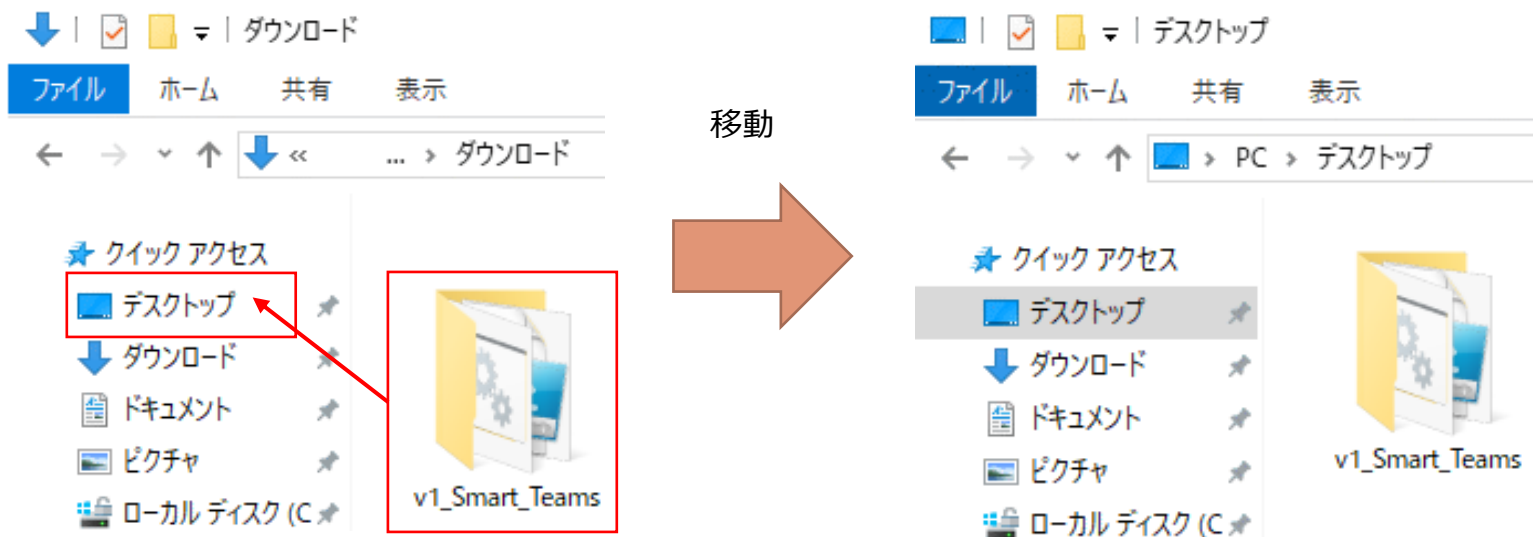 ダウンロード
ファイル ホーム 共有 表示
« ... › ダウンロード
クイック アクセス
デスクトップ
ダウンロード
ドキュメント
ピクチャ
ローカル ディスク (C
v1_Smart_Teams
移動
デスクトップ
ファイル ホーム 共有 表示
› PC › デスクトップ
クイック アクセス
デスクトップ
ダウンロード
ドキュメント
ピクチャ
ローカル ディスク (C
v1_Smart_Teams